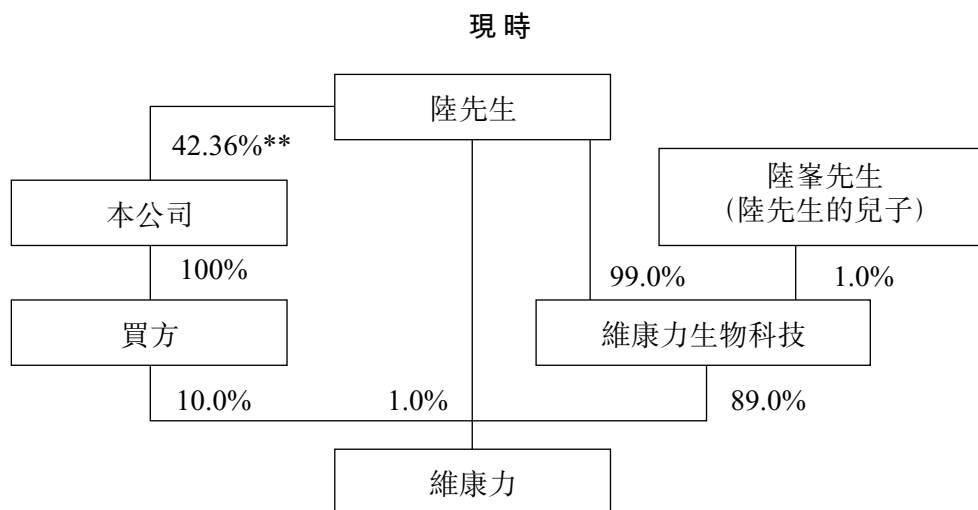 現時
陸先生
42.36%**
陸峯先生
(陸先生的兒子)
本公司
100%
99.0%
1.0%
買方
維康力生物科技
10.0%
1.0%
89.0%
維康力